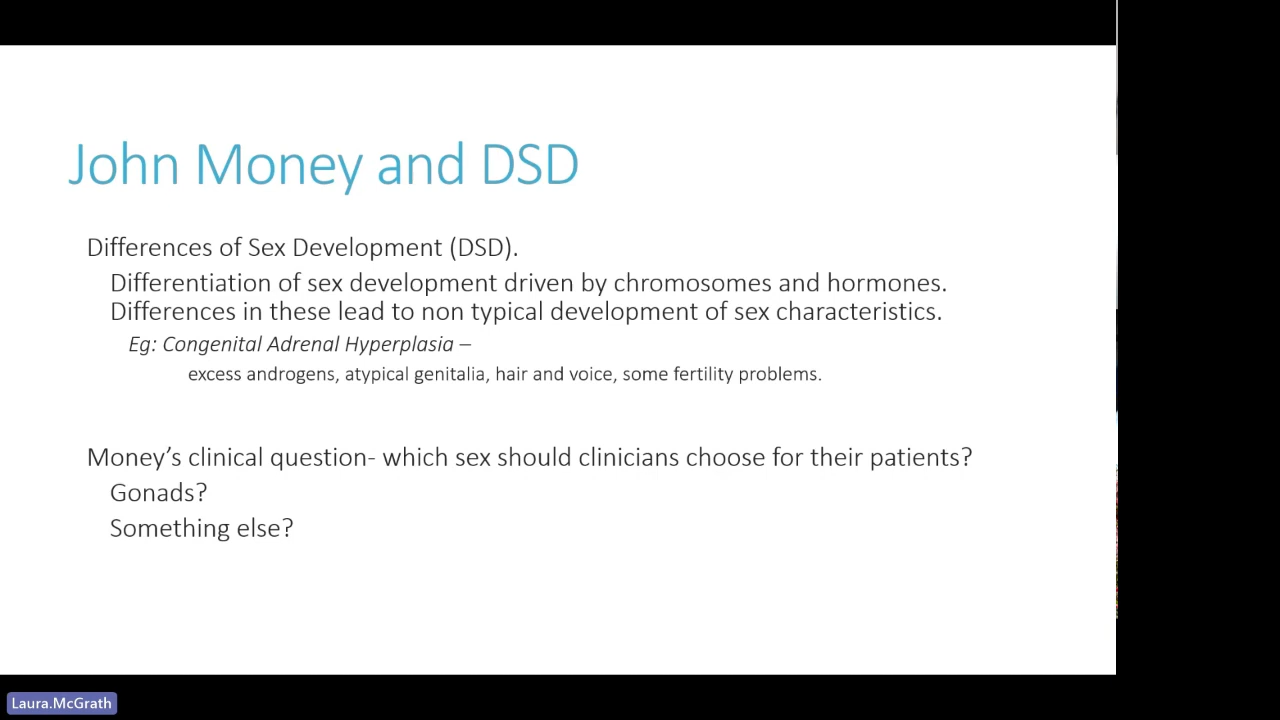 John Money and DSD
Differences of Sex Development (DSD).
Differentiation of sex development driven by chromosomes and hormones.
Differences in these lead to non typical development of sex characteristics.
Eg: Congenital Adrenal Hyperplasia –
excess androgens, atypical genitalia, hair and voice, some fertility problems.
Money’s clinical question- which sex should clinicians choose for their patients?
Gonads?
Something else?
Laura.McGrath